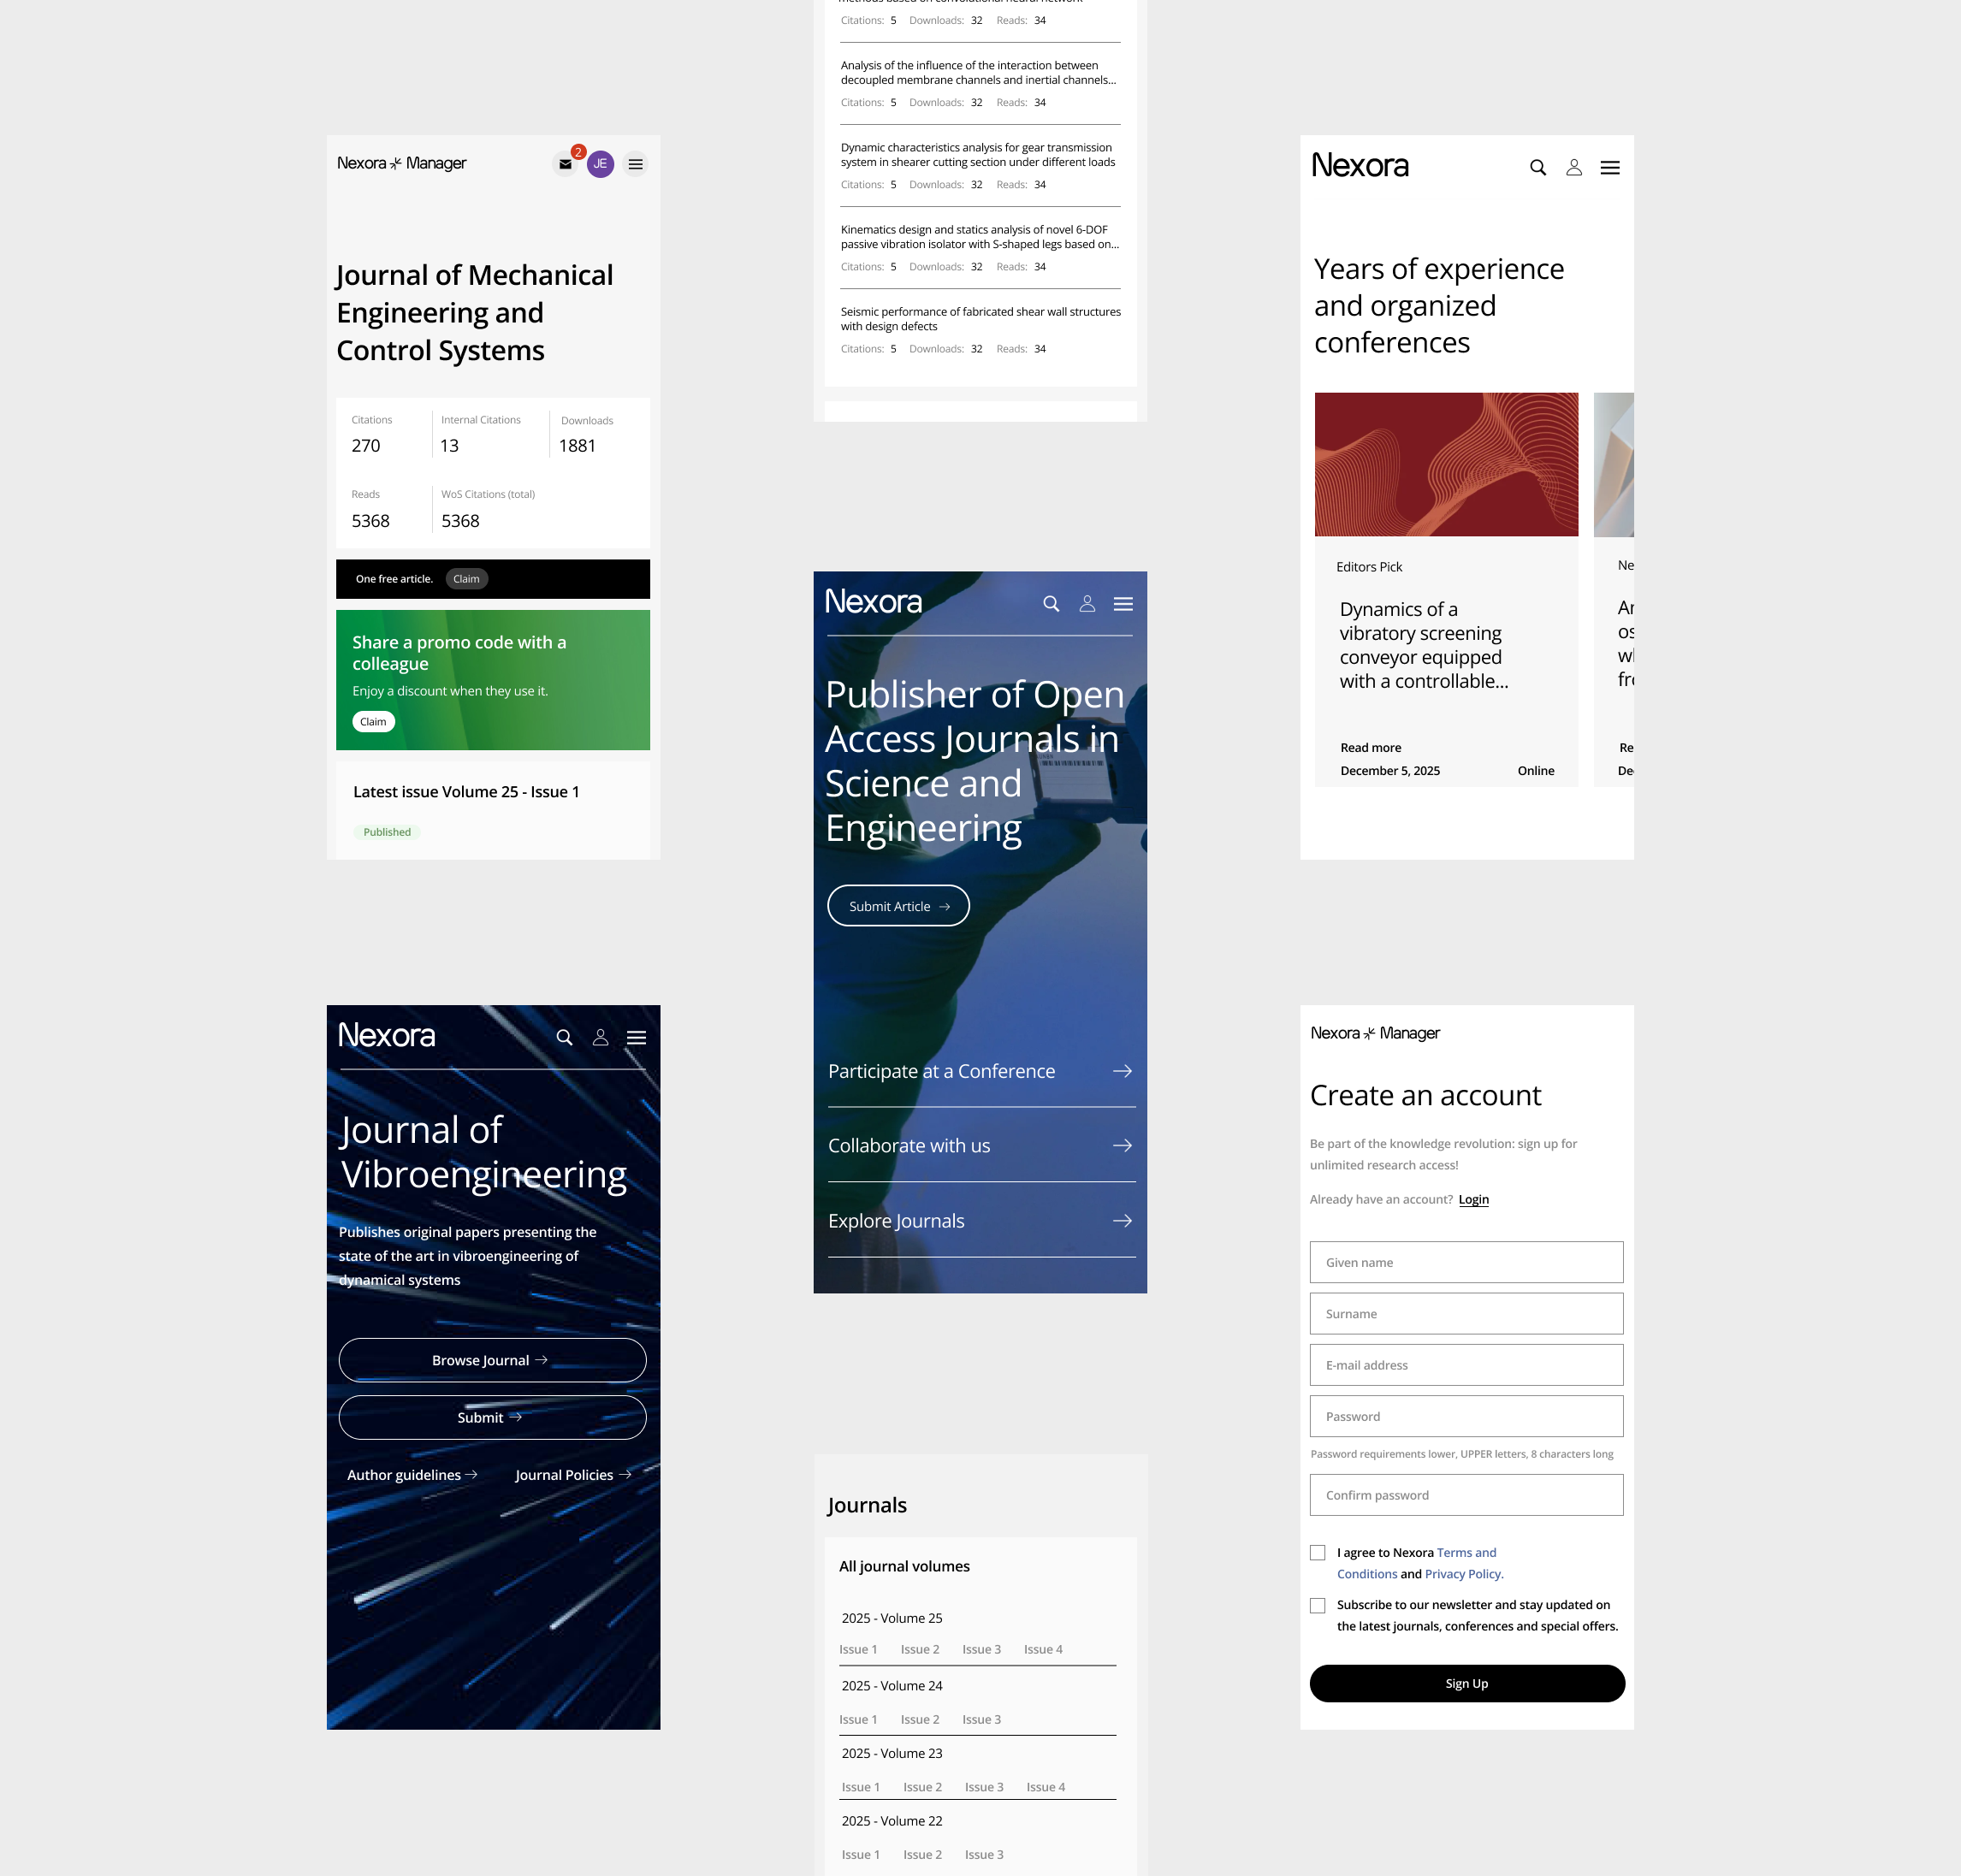 Nexora Manager
2
JE
Journal of Mechanical
Engineering and
Control Systems
Citations
Internal Citations
Downloads
270
13
1881
Reads
WoS Citations (total)
5368
5368
One free article.
Claim
Share a promo code with a
colleague
Enjoy a discount when they use it.
Claim
Latest issue Volume 25 - Issue 1
Published
Nexora
Journal of
Vibroengineering
Publishes original papers presenting the
state of the art in vibroengineering of
dynamical systems
Browse Journal
Submit
Author guidelines
Journal Policies
methods based on convolutional neural network
Citations: 5 Downloads: 32 Reads: 34
Analysis of the influence of the interaction between
decoupled membrane channels and inertial channels...
Citations: 5 Downloads: 32 Reads: 34
Dynamic characteristics analysis for gear transmission
system in shearer cutting section under different loads
Citations: 5 Downloads: 32 Reads: 34
Kinematics design and statics analysis of novel 6-DOF
passive vibration isolator with S-shaped legs based on...
Citations: 5 Downloads: 32 Reads: 34
Seismic performance of fabricated shear wall structures
with design defects
Citations: 5 Downloads: 32 Reads: 34
Nexora
Publisher of Open
Access Journals in
Science and
Engineering
Submit Article
Participate at a Conference
Collaborate with us
Explore Journals
Journals
All journal volumes
2025 - Volume 25
Issue 1 Issue 2 Issue 3 Issue 4
2025 - Volume 24
Issue 1 Issue 2 Issue 3
2025 - Volume 23
Issue 1 Issue 2 Issue 3 Issue 4
2025 - Volume 22
Issue 1 Issue 2 Issue 3
Nexora
Years of experience
and organized
conferences
Editors Pick
Dynamics of a
vibratory screening
conveyor equipped
with a controllable...
Read more
December 5, 2025
Online
Nexora Manager
Create an account
Be part of the knowledge revolution: sign up for
unlimited research access!
Already have an account? Login
Given name
Surname
E-mail address
Password
Password requirements lower, UPPER letters, 8 characters long
Confirm password
I agree to Nexora Terms and
Conditions and Privacy Policy.
Subscribe to our newsletter and stay updated on
the latest journals, conferences and special offers.
Sign Up